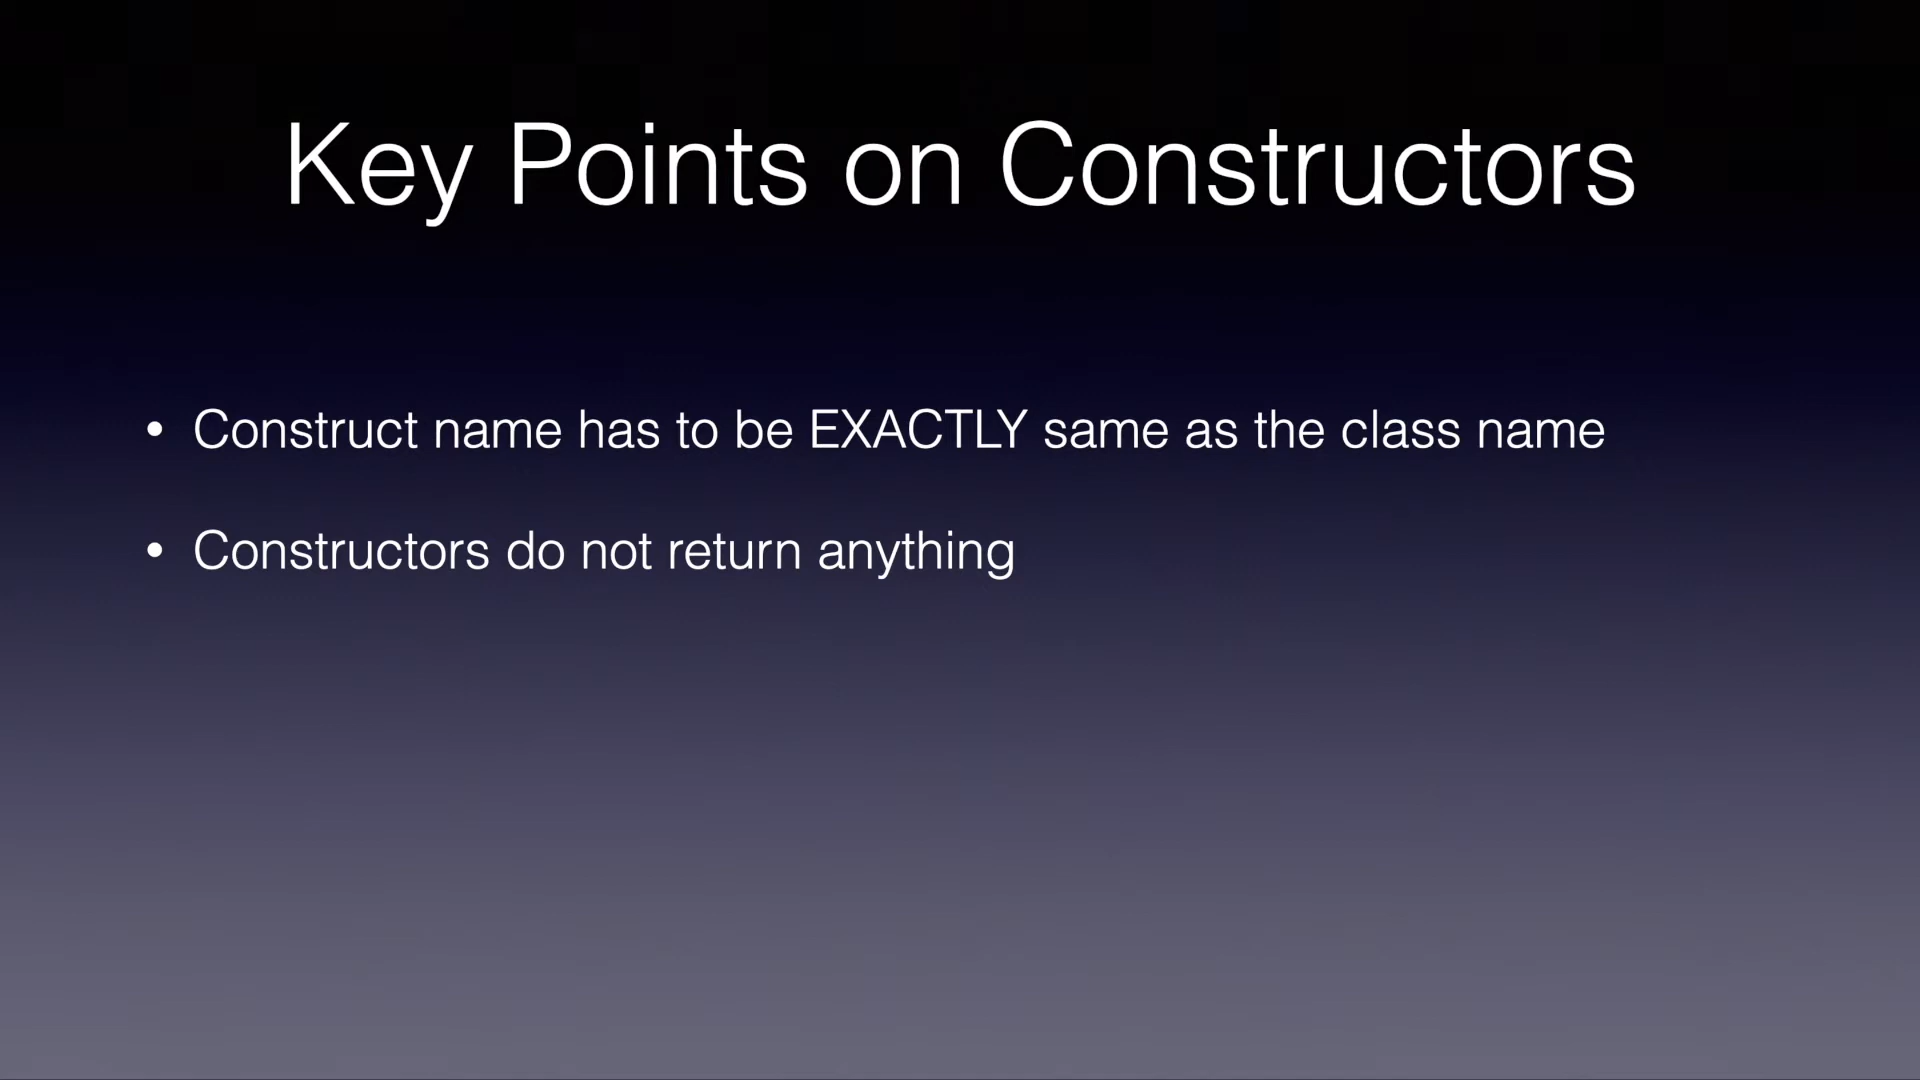 Key Points on Constructors
• Construct name has to be EXACTLY same as the class name
• Constructors do not return anything